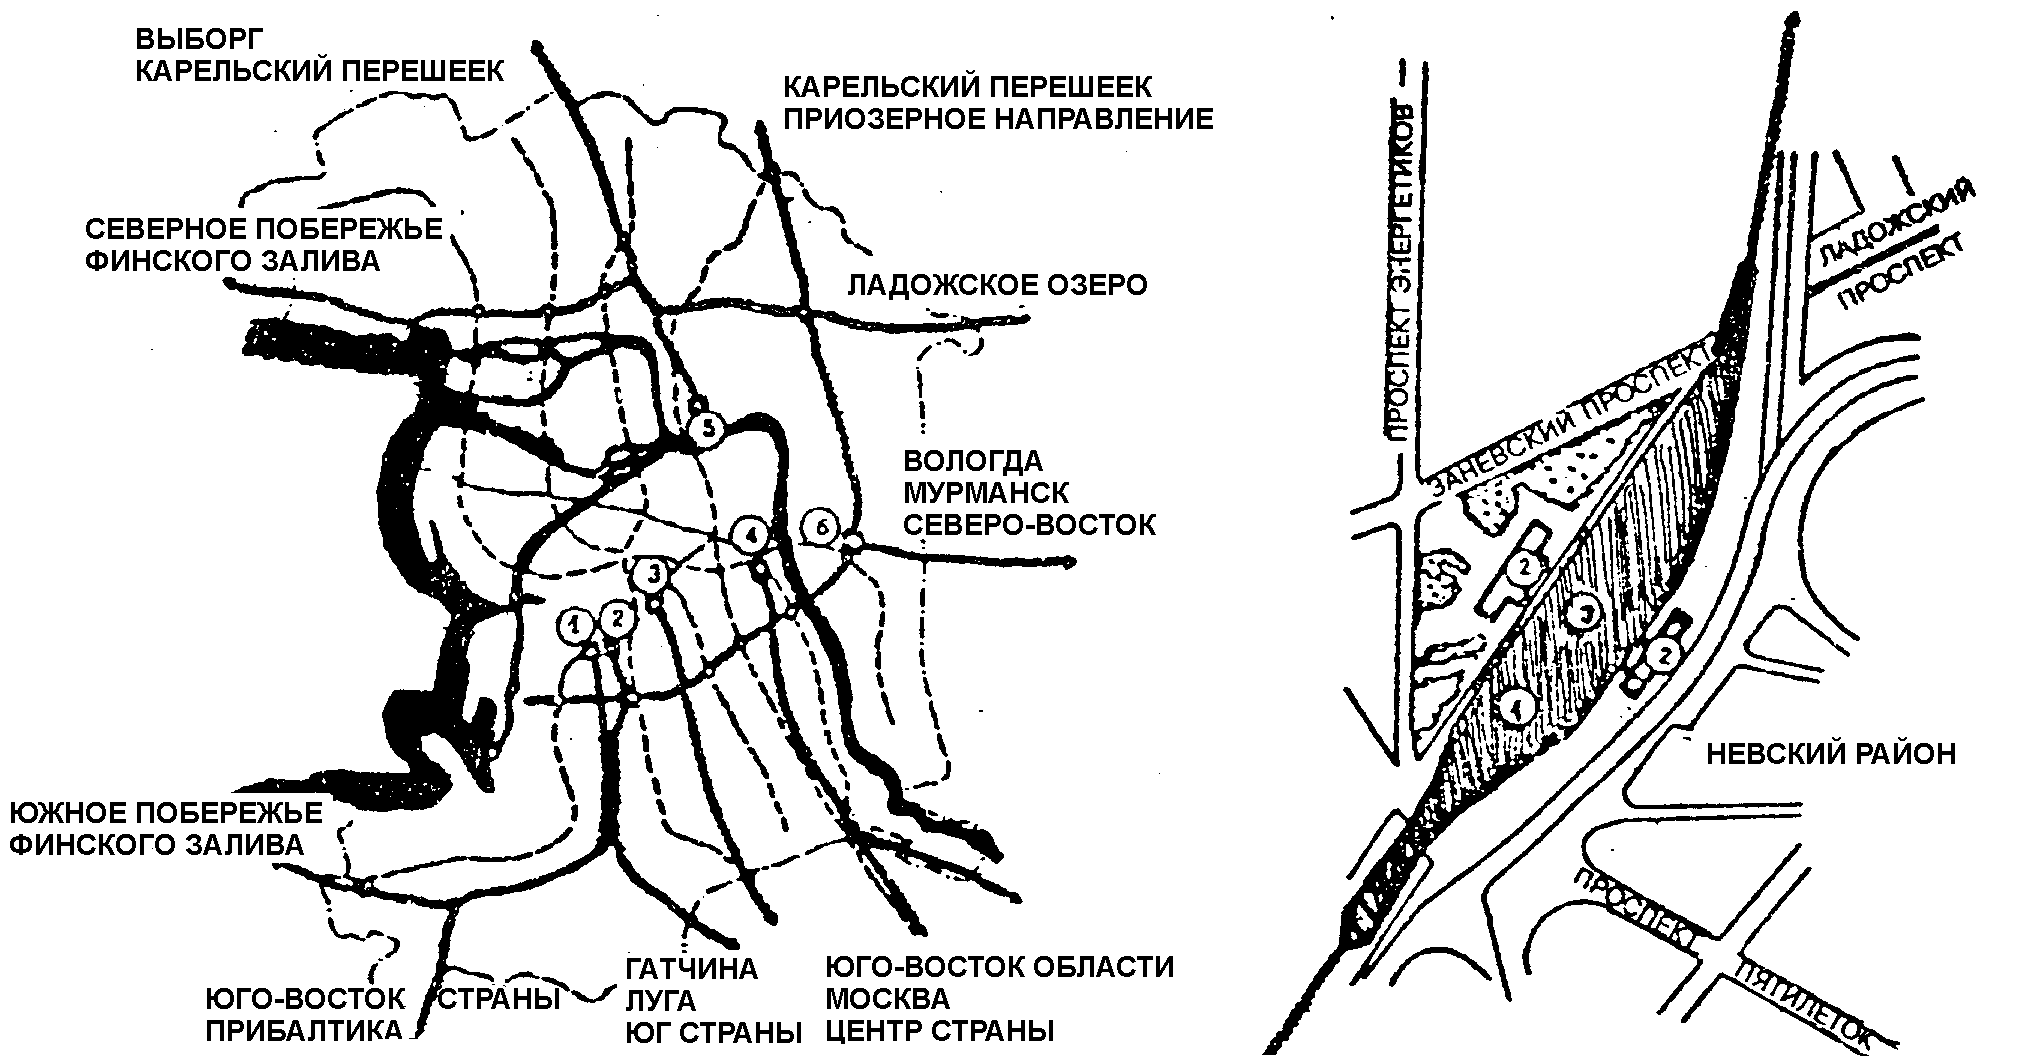 ВЫБОРГ
КАРЕЛЬСКИЙ ПЕРЕШЕЕК
КАРЕЛЬСКИЙ ПЕРЕШЕЕК
ПРИОЗЕРНОЕ НАПРАВЛЕНИЕ
СЕВЕРНОЕ ПОБЕРЕЖЬЕ
ФИНСКОГО ЗАЛИВА
ЛАДОЖСКОЕ ОЗЕРО
5
ВОЛОГДА
МУРМАНСК
СЕВЕРО-ВОСТОК
6
4
3
1
2
ЮЖНОЕ ПОБЕРЕЖЬЕ
ФИНСКОГО ЗАЛИВА
ЮГО-ВОСТОК СТРАНЫ
ПРИБАЛТИКА
ГАТЧИНА
ЛУГА
ЮГ СТРАНЫ
ЮГО-ВОСТОК ОБЛАСТИ
МОСКВА
ЦЕНТР СТРАНЫ
ПРОСПЕКТ ЭНЕРГЕТИКОВ
ЛАДОЖСКИЙ
ПРОСПЕКТ
ЗАНЕВСКИЙ ПРОСПЕКТ
2
3
2
1
НЕВСКИЙ РАЙОН
ПРОСПЕКТ
ПЯТИЛЕТОК